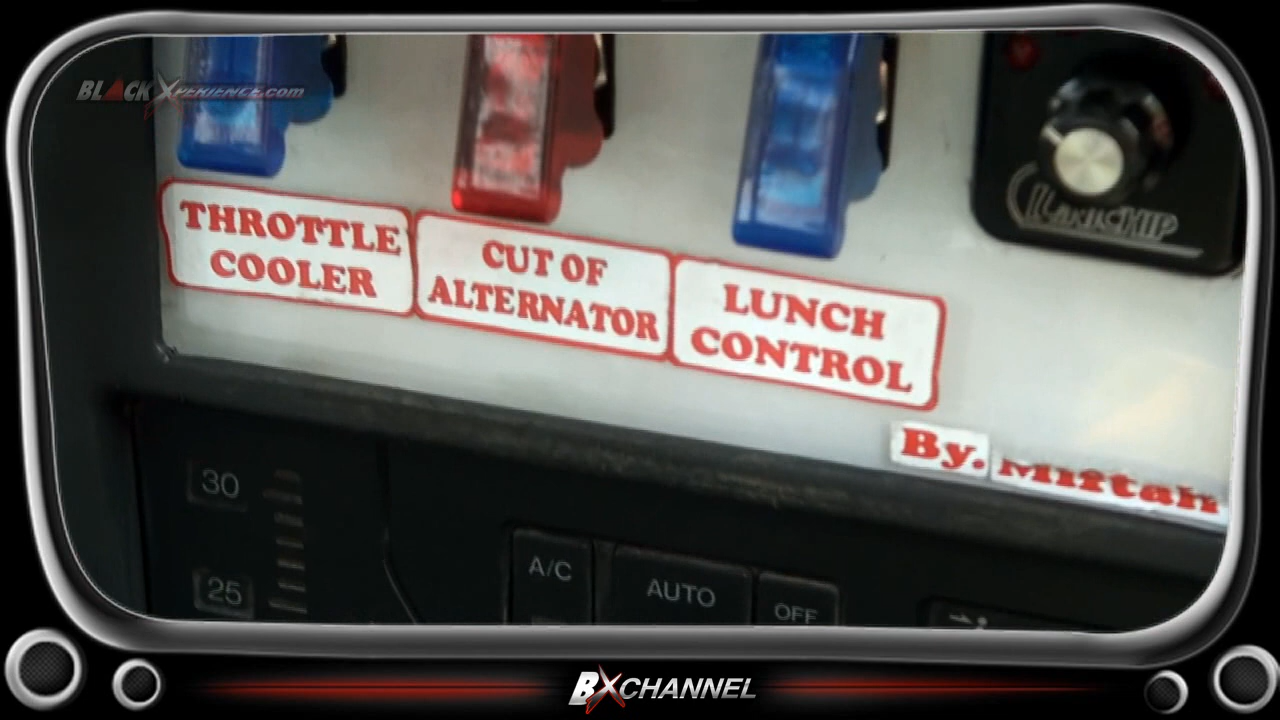 BLACKXPERIENCE.com
THROTTLE
COOLER
CUT OF
ALTERNATOR
LUNCH
CONTROL
By. Miftah
30
25
A/C
AUTO
OFF
BXCHANNEL